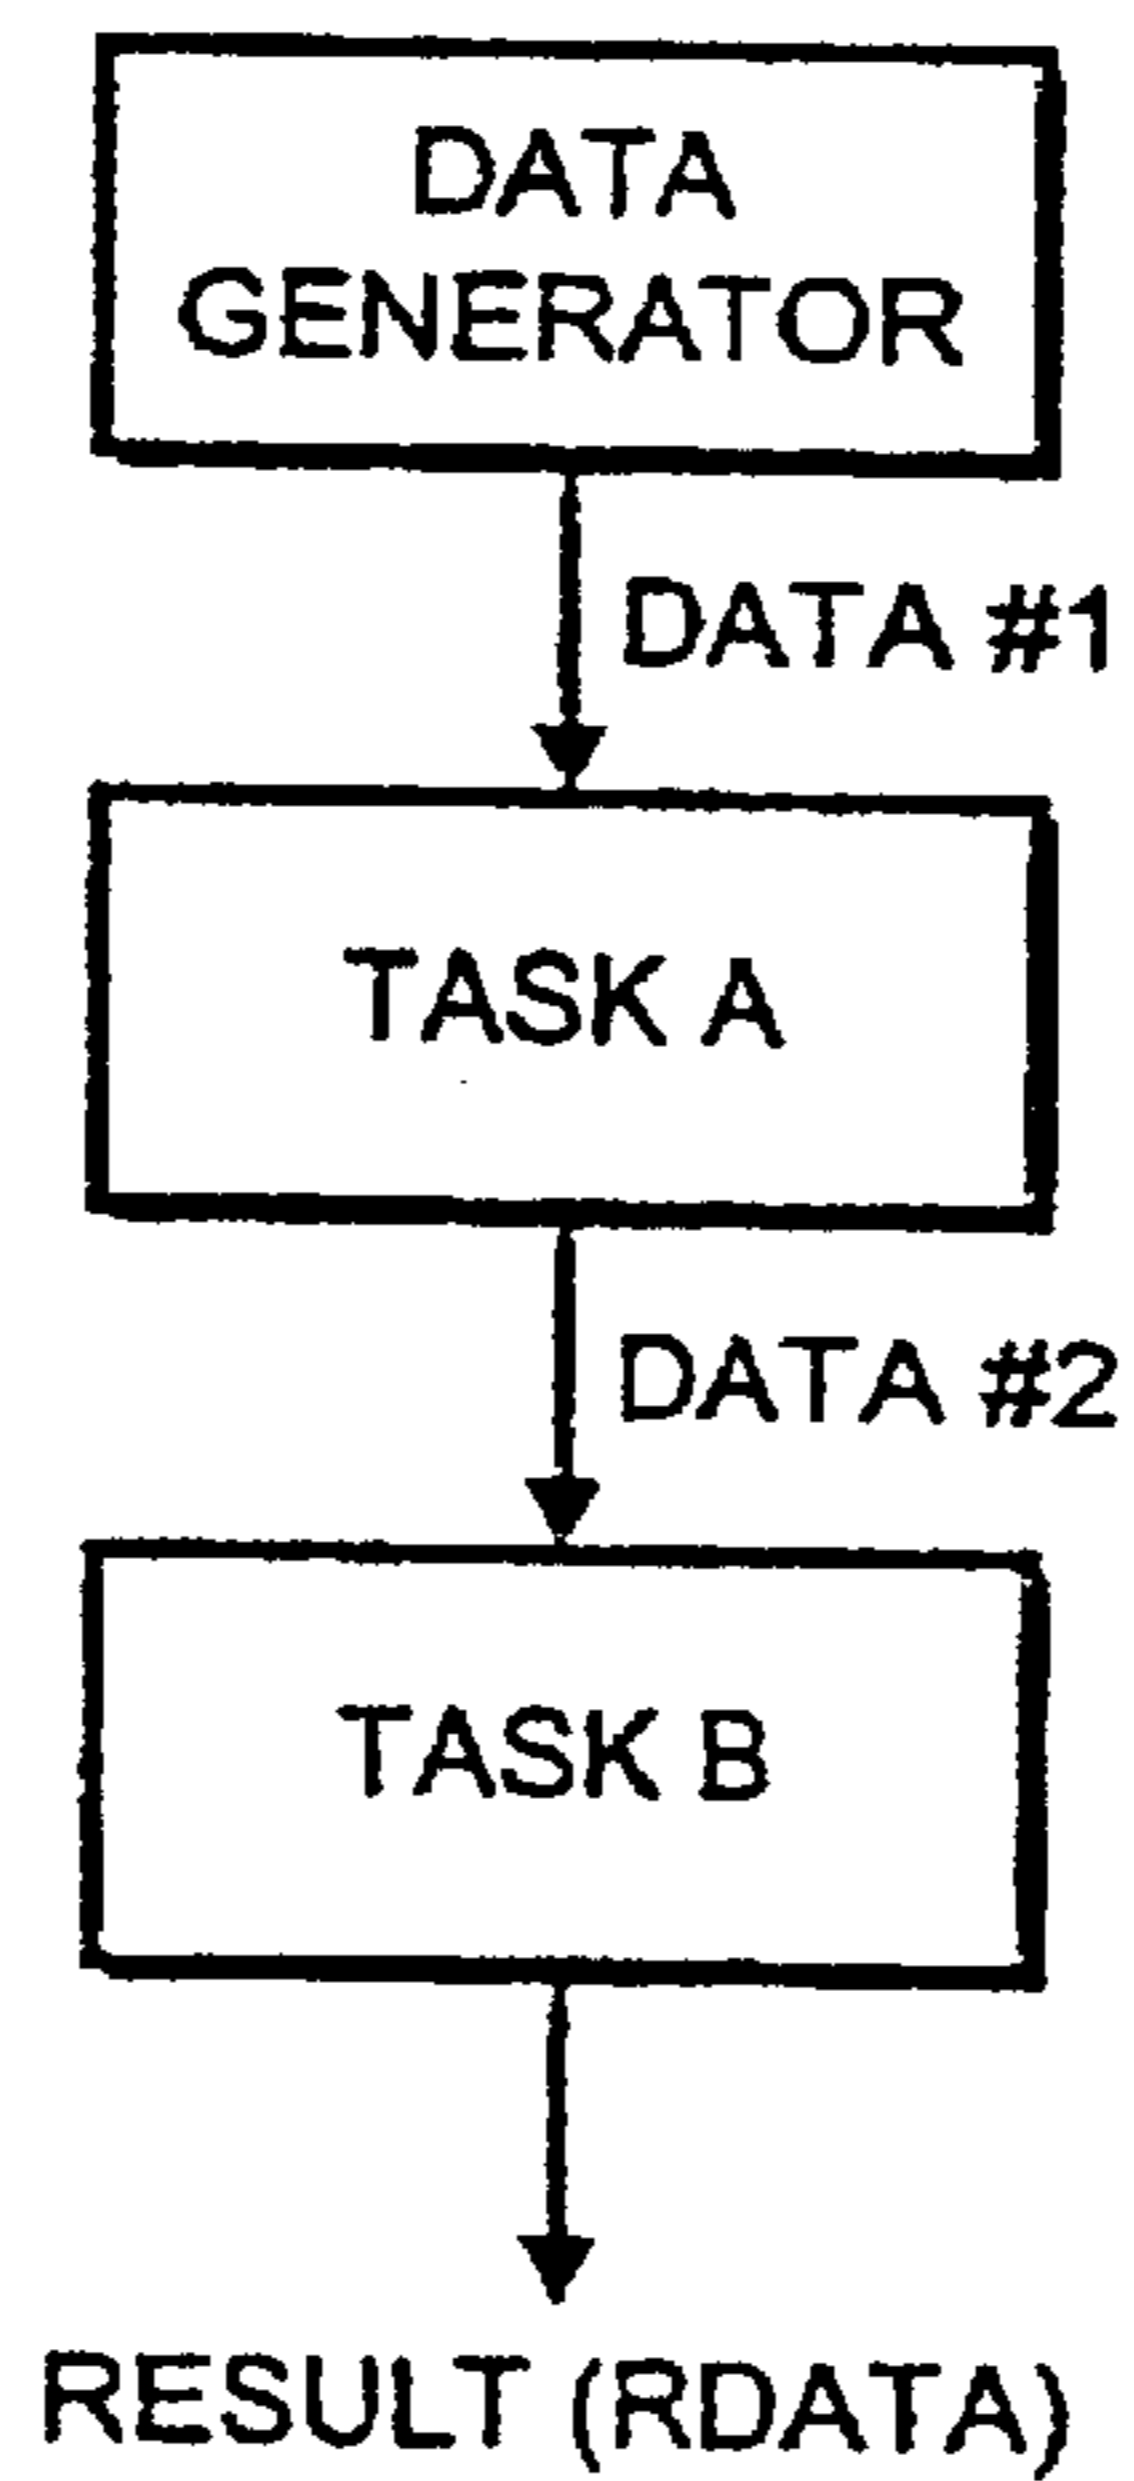 DATA
GENERATOR
DATA #1
TASK A
DATA #2
TASK B
RESULT (RDATA)